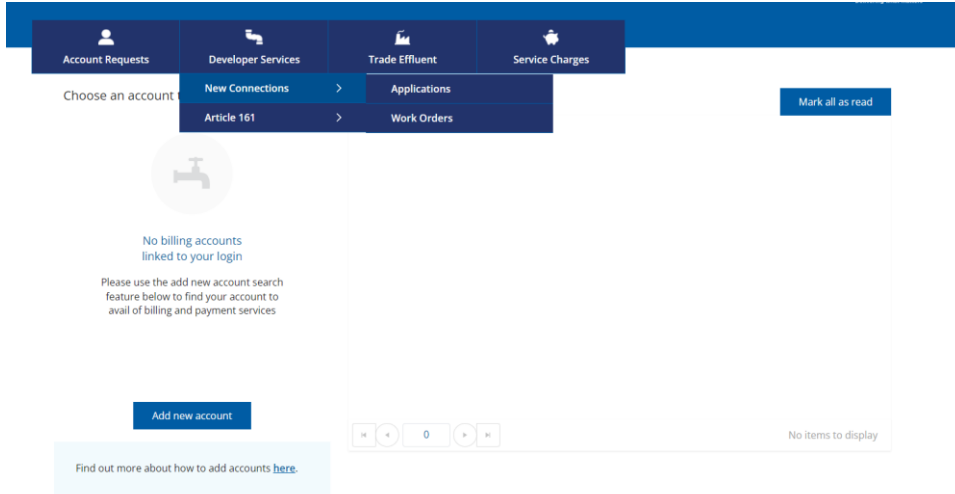 Account Requests
Developer Services
Trade Effluent
Service Charges
New Connections
Applications
Article 161
Work Orders
Choose an account
Mark all as read
No billing accounts
linked to your login
Please use the add new account search
feature below to find your account to
avail of billing and payment services
Add new account
0
No items to display
Find out more about how to add accounts here.